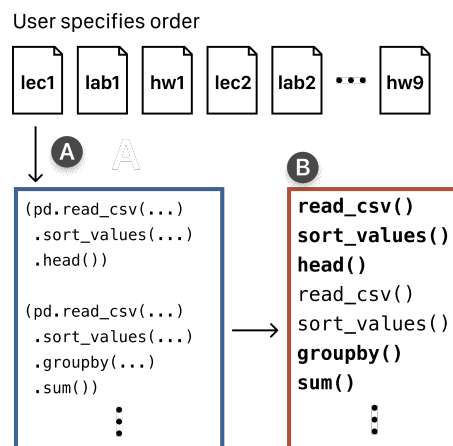 User specifies order
lec1 lab1 hw1 lec2 lab2 ••• hw9
A A B
(pd.read_csv(...)
.sort_values(...)
.head())
(pd.read_csv(...)
.sort_values(...)
.groupby(...)
.sum())
read_csv()
sort_values()
head()
read_csv()
sort_values()
groupby()
sum()